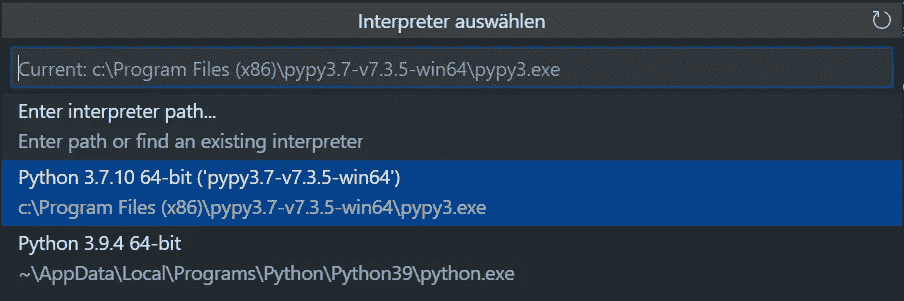 Interpreter auswählen
Current: c:\Program Files (x86)\pypy3.7-v7.3.5-win64\pypy3.exe
Enter interpreter path...
Enter path or find an existing interpreter
Python 3.7.10 64-bit ('pypy3.7-v7.3.5-win64')
c:\Program Files (x86)\pypy3.7-v7.3.5-win64\pypy3.exe
Python 3.9.4 64-bit
~\AppData\Local\Programs\Python\Python39\python.exe